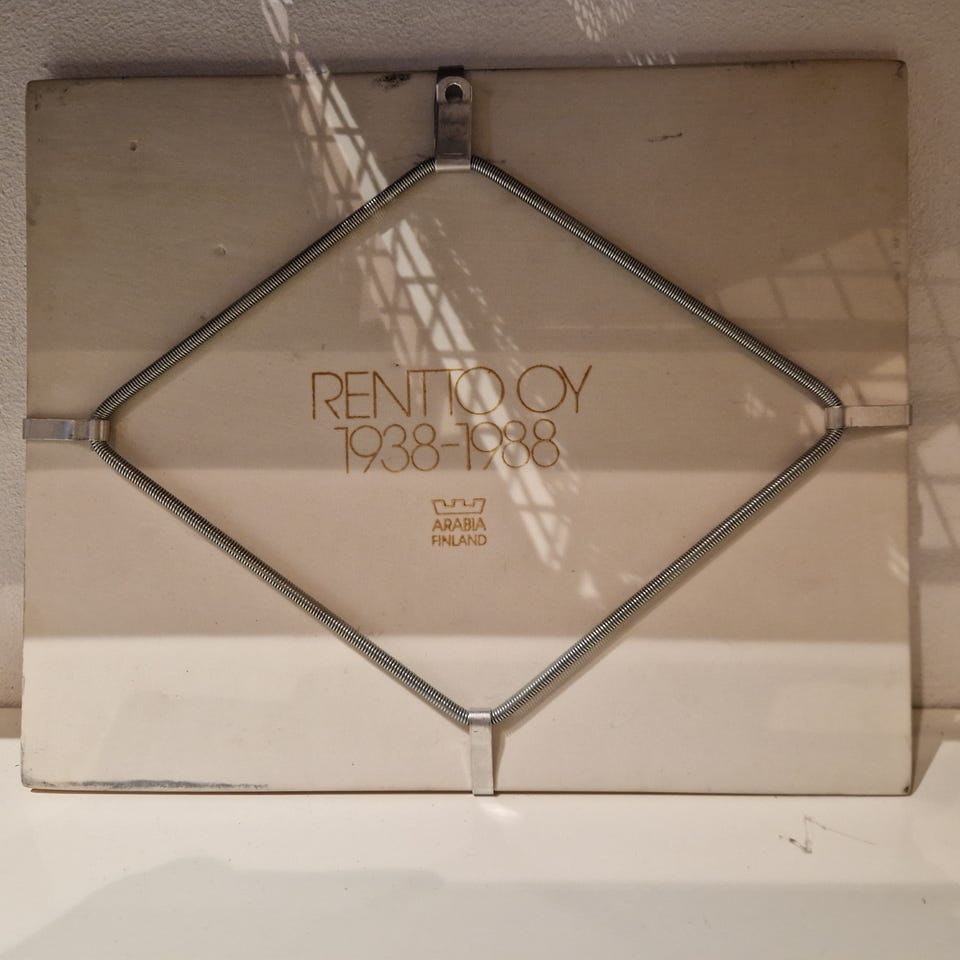 RENTTO OY
1938-1988
ARABIA
FINLAND